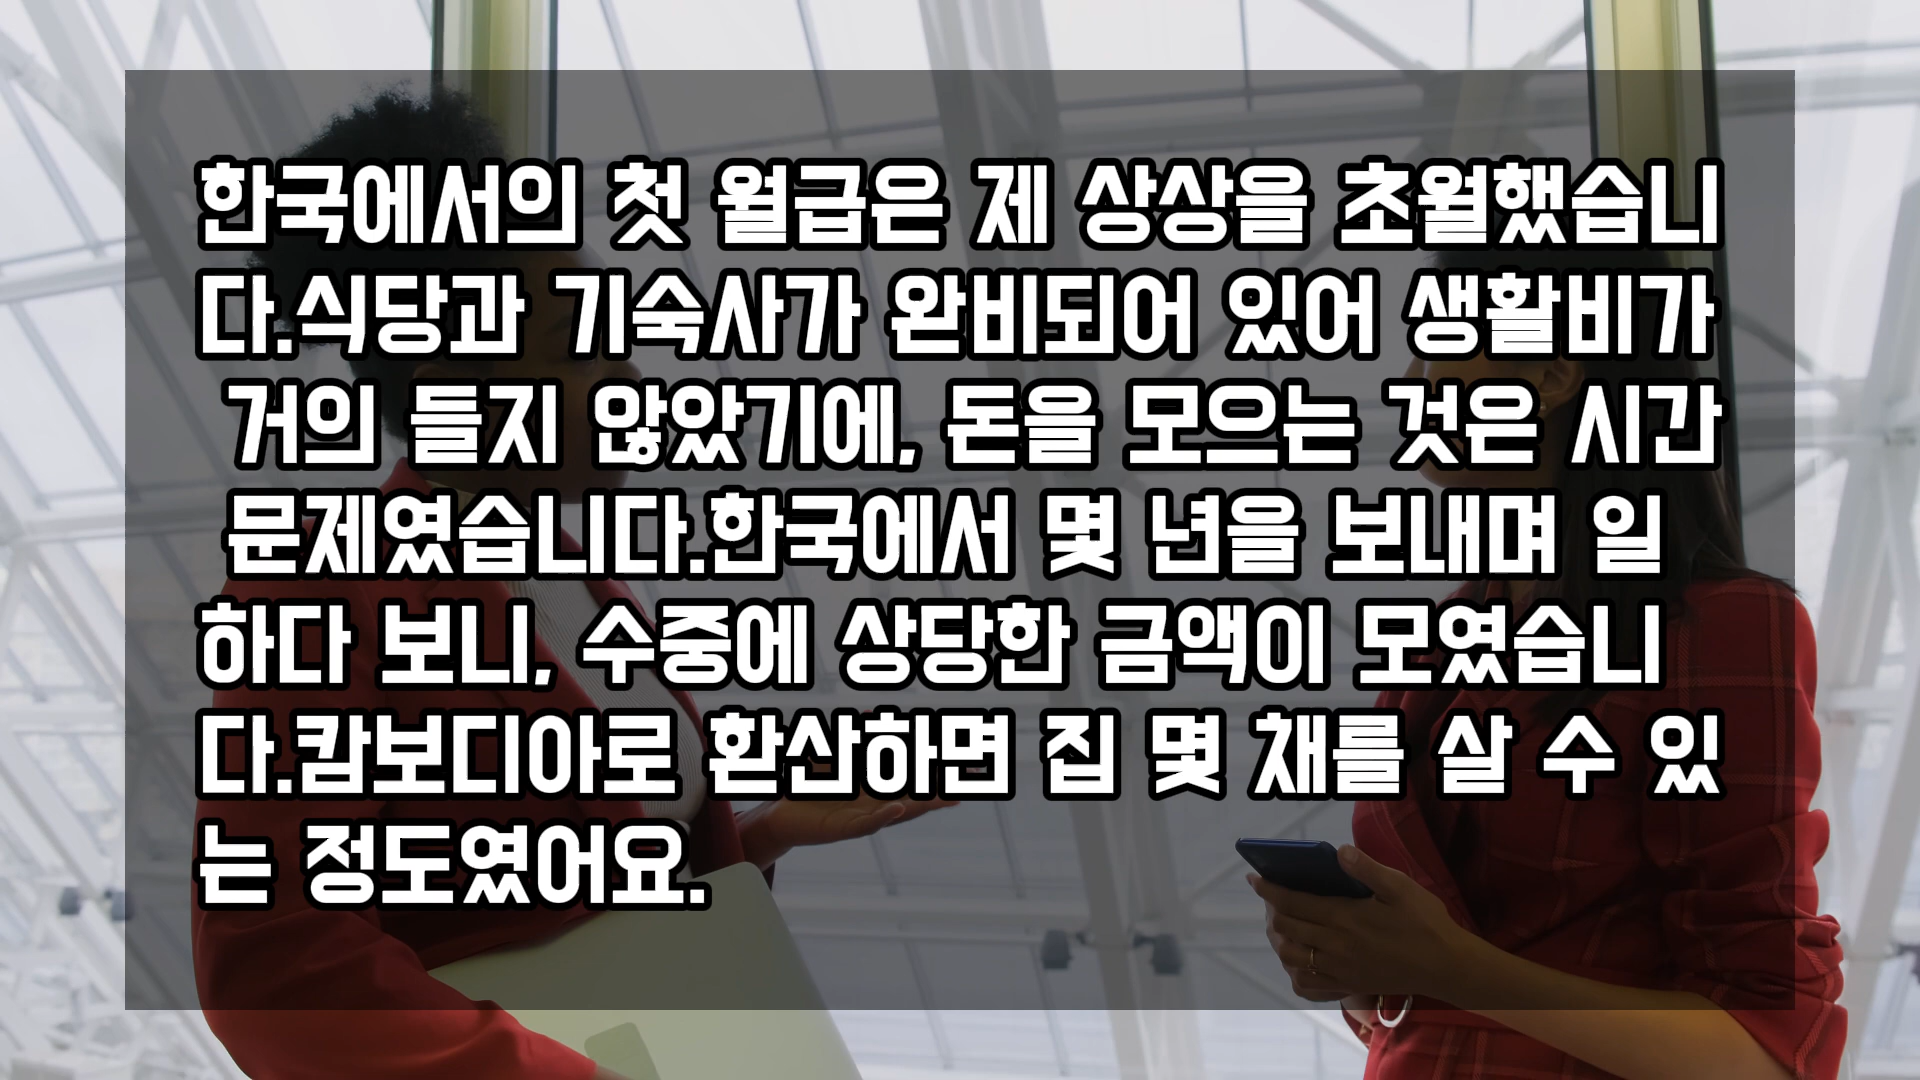 한국에서의 첫 월급은 제 상상을 초월했습니
다.식당과 기숙사가 완비되어 있어 생활비가
거의 들지 않았기에, 돈을 모으는 것은 시간
문제였습니다.한국에서 몇 년을 보내며 일
하다 보니, 수중에 상당한 금액이 모였습니
다.캄보디아로 환산하면 집 몇 채를 살 수 있
는 정도였어요.